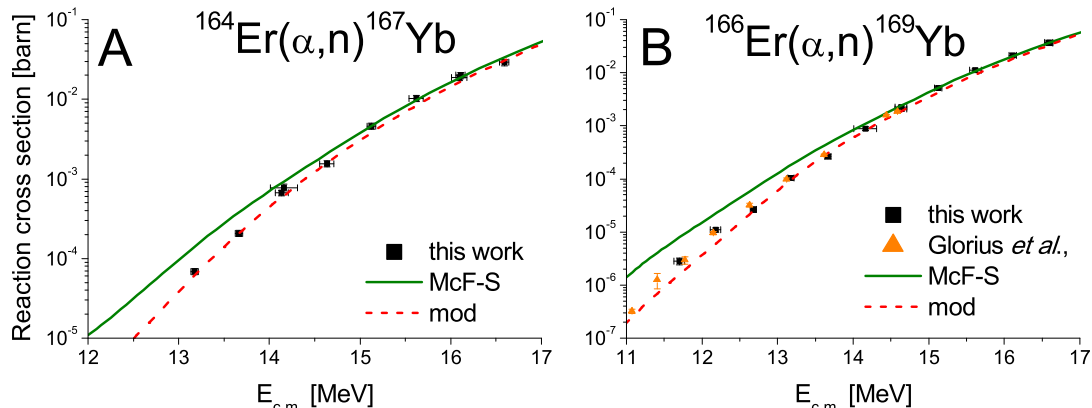 A
¹⁶⁴Er(α,n)¹⁶⁷Yb
Reaction cross section [barn]
10⁻¹
10⁻²
10⁻³
10⁻⁴
10⁻⁵
12 13 14 15 16 17
E_c.m. [MeV]
this work
McF-S
mod
B
¹⁶⁶Er(α,n)¹⁶⁹Yb
10⁻¹
10⁻²
10⁻³
10⁻⁴
10⁻⁵
10⁻⁶
10⁻⁷
11 12 13 14 15 16 17
E_c.m. [MeV]
this work
Glorius et al.,
McF-S
mod